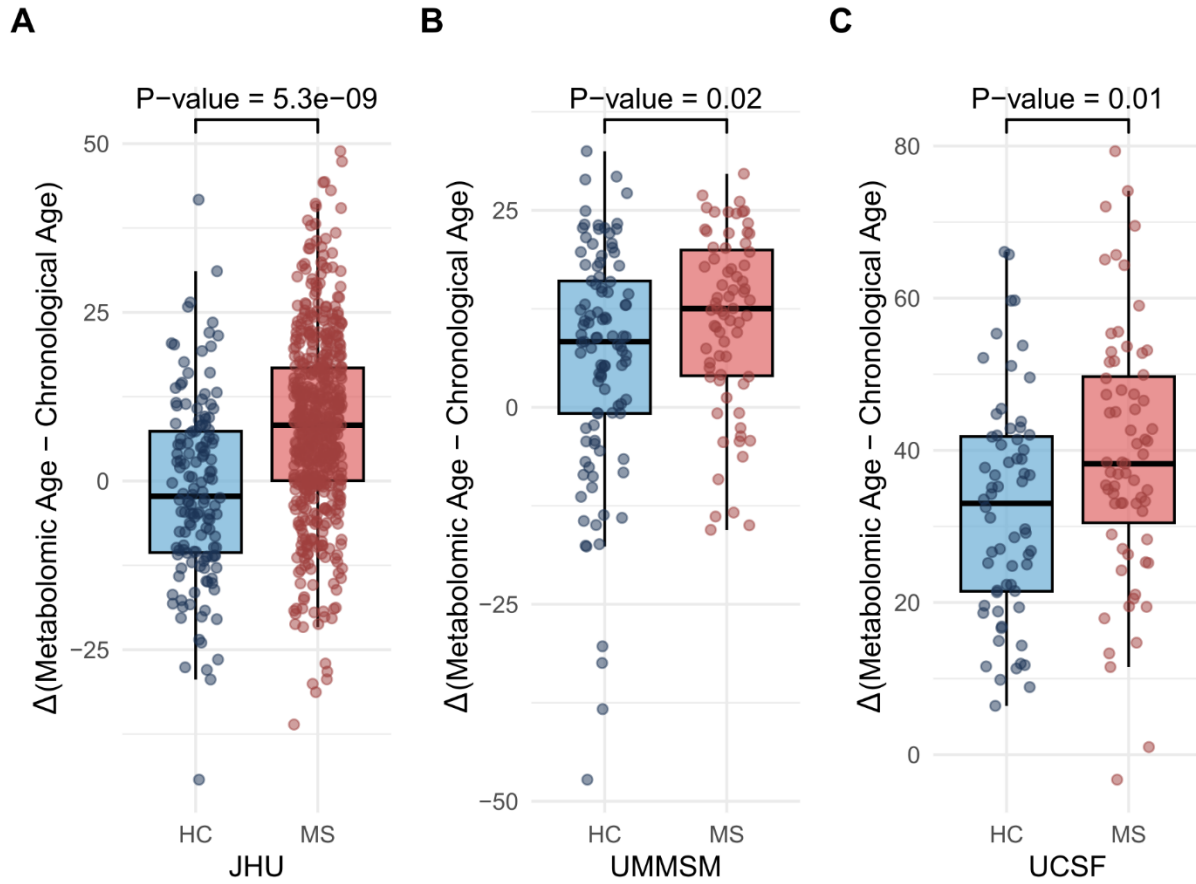 A
P−value = 5.3e−09
Δ(Metabolomic Age − Chronological Age)
50
25
0
−25
HC
MS
JHU
B
P−value = 0.02
Δ(Metabolomic Age − Chronological Age)
25
0
−25
−50
HC
MS
UMMSM
C
P−value = 0.01
Δ(Metabolomic Age − Chronological Age)
80
60
40
20
0
HC
MS
UCSF